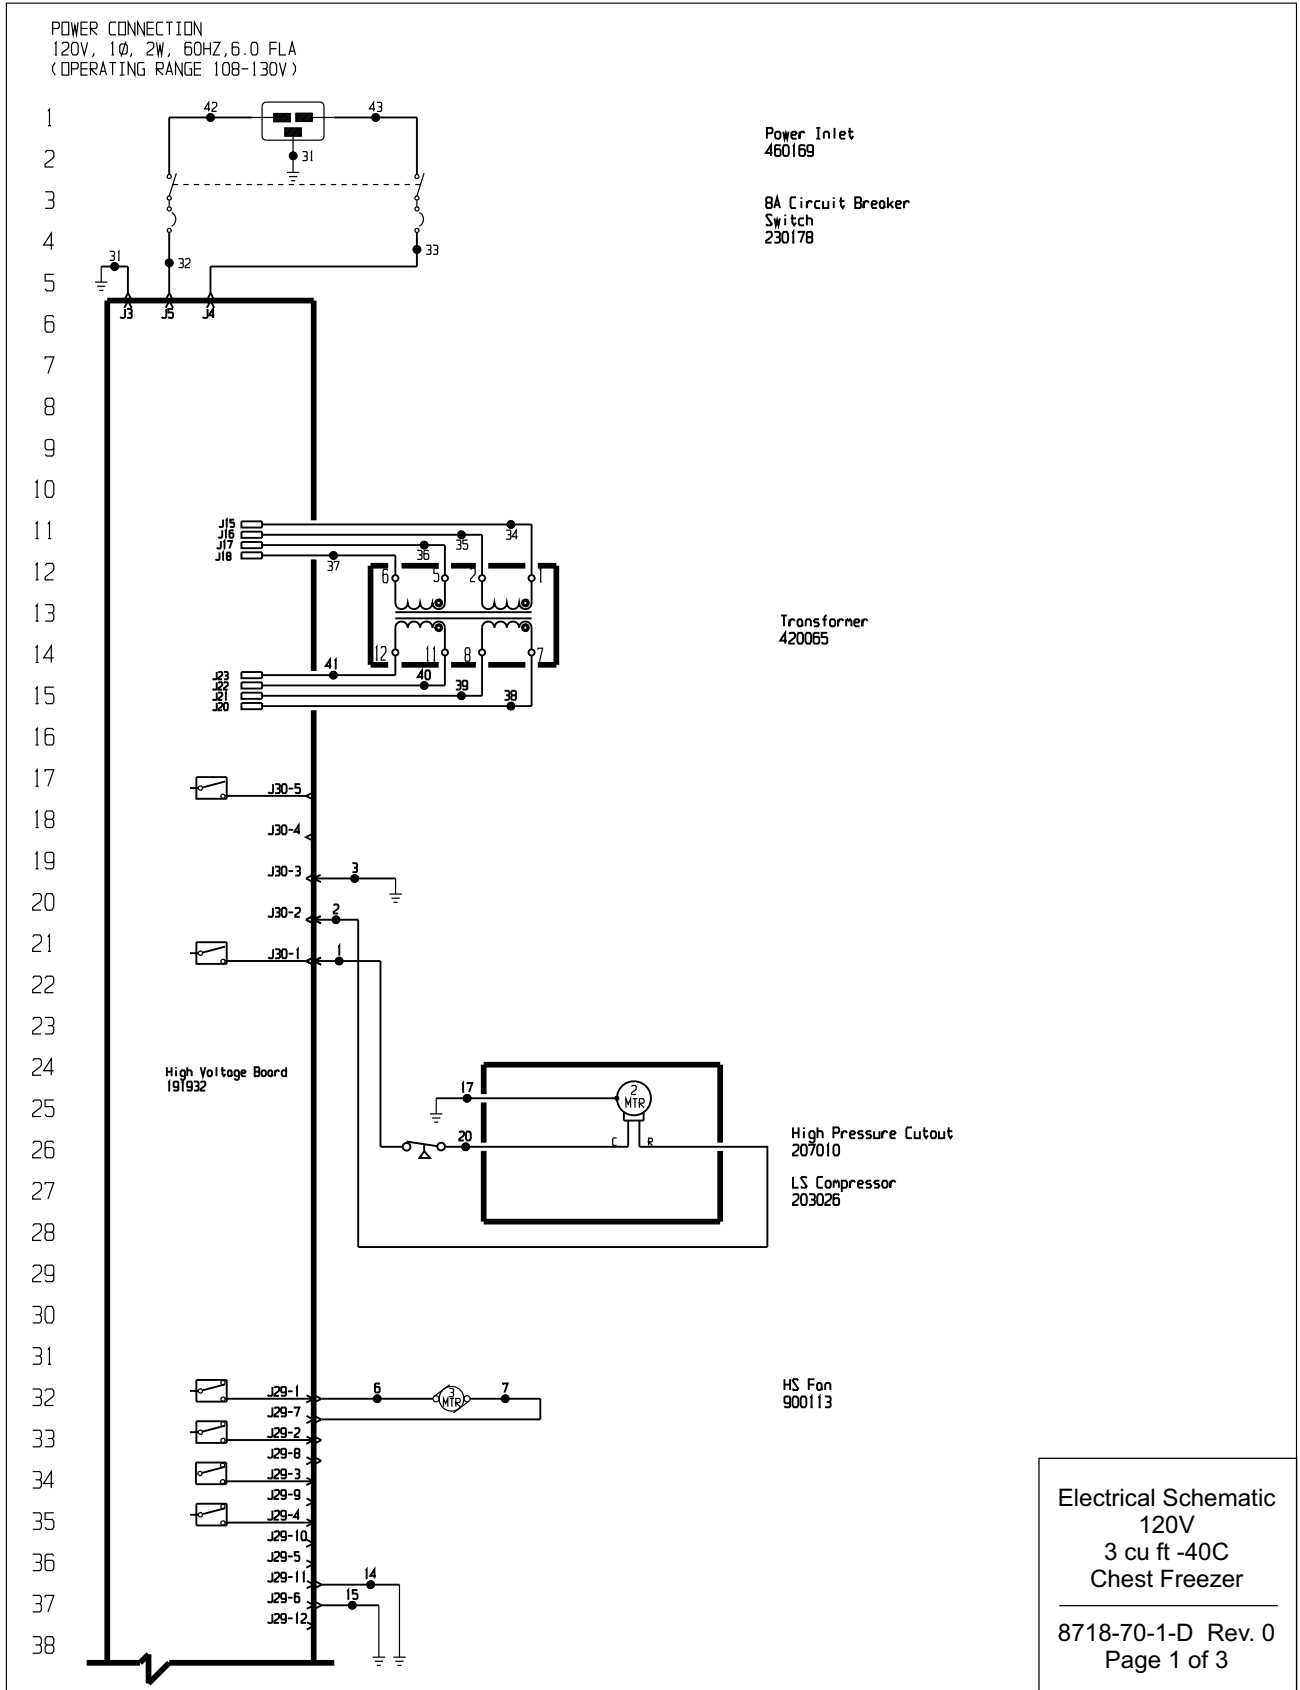 POWER CONNECTION
120V, 1Ø, 2W, 60HZ,6.0 FLA
(OPERATING RANGE 108-130V)
1
42
43
Power Inlet
460169
2
31
3
8A Circuit Breaker
Switch
230178
4
33
31
32
5
J3
J5
J4
6
7
8
9
10
11
J15
J16
J17
J18
34
35
36
37
12
6
5
2
1
13
Transformer
420065
14
12
11
8
7
41
40
39
38
J23
J22
J21
J20
15
16
17
J30-5
18
J30-4
19
J30-3
3
20
J30-2
2
21
J30-1
1
22
23
24
High Voltage Board
191932
17
2
MTR
25
26
20
C
R
High Pressure Cutout
207010
27
LS Compressor
203026
28
29
30
31
32
J29-1
6
3
MTR
7
HS Fan
900113
J29-7
33
J29-2
J29-8
34
J29-3
J29-9
35
J29-4
J29-10
36
J29-5
J29-11
14
37
J29-6
15
J29-12
38
Electrical Schematic
120V
3 cu ft -40C
Chest Freezer
8718-70-1-D Rev. 0
Page 1 of 3